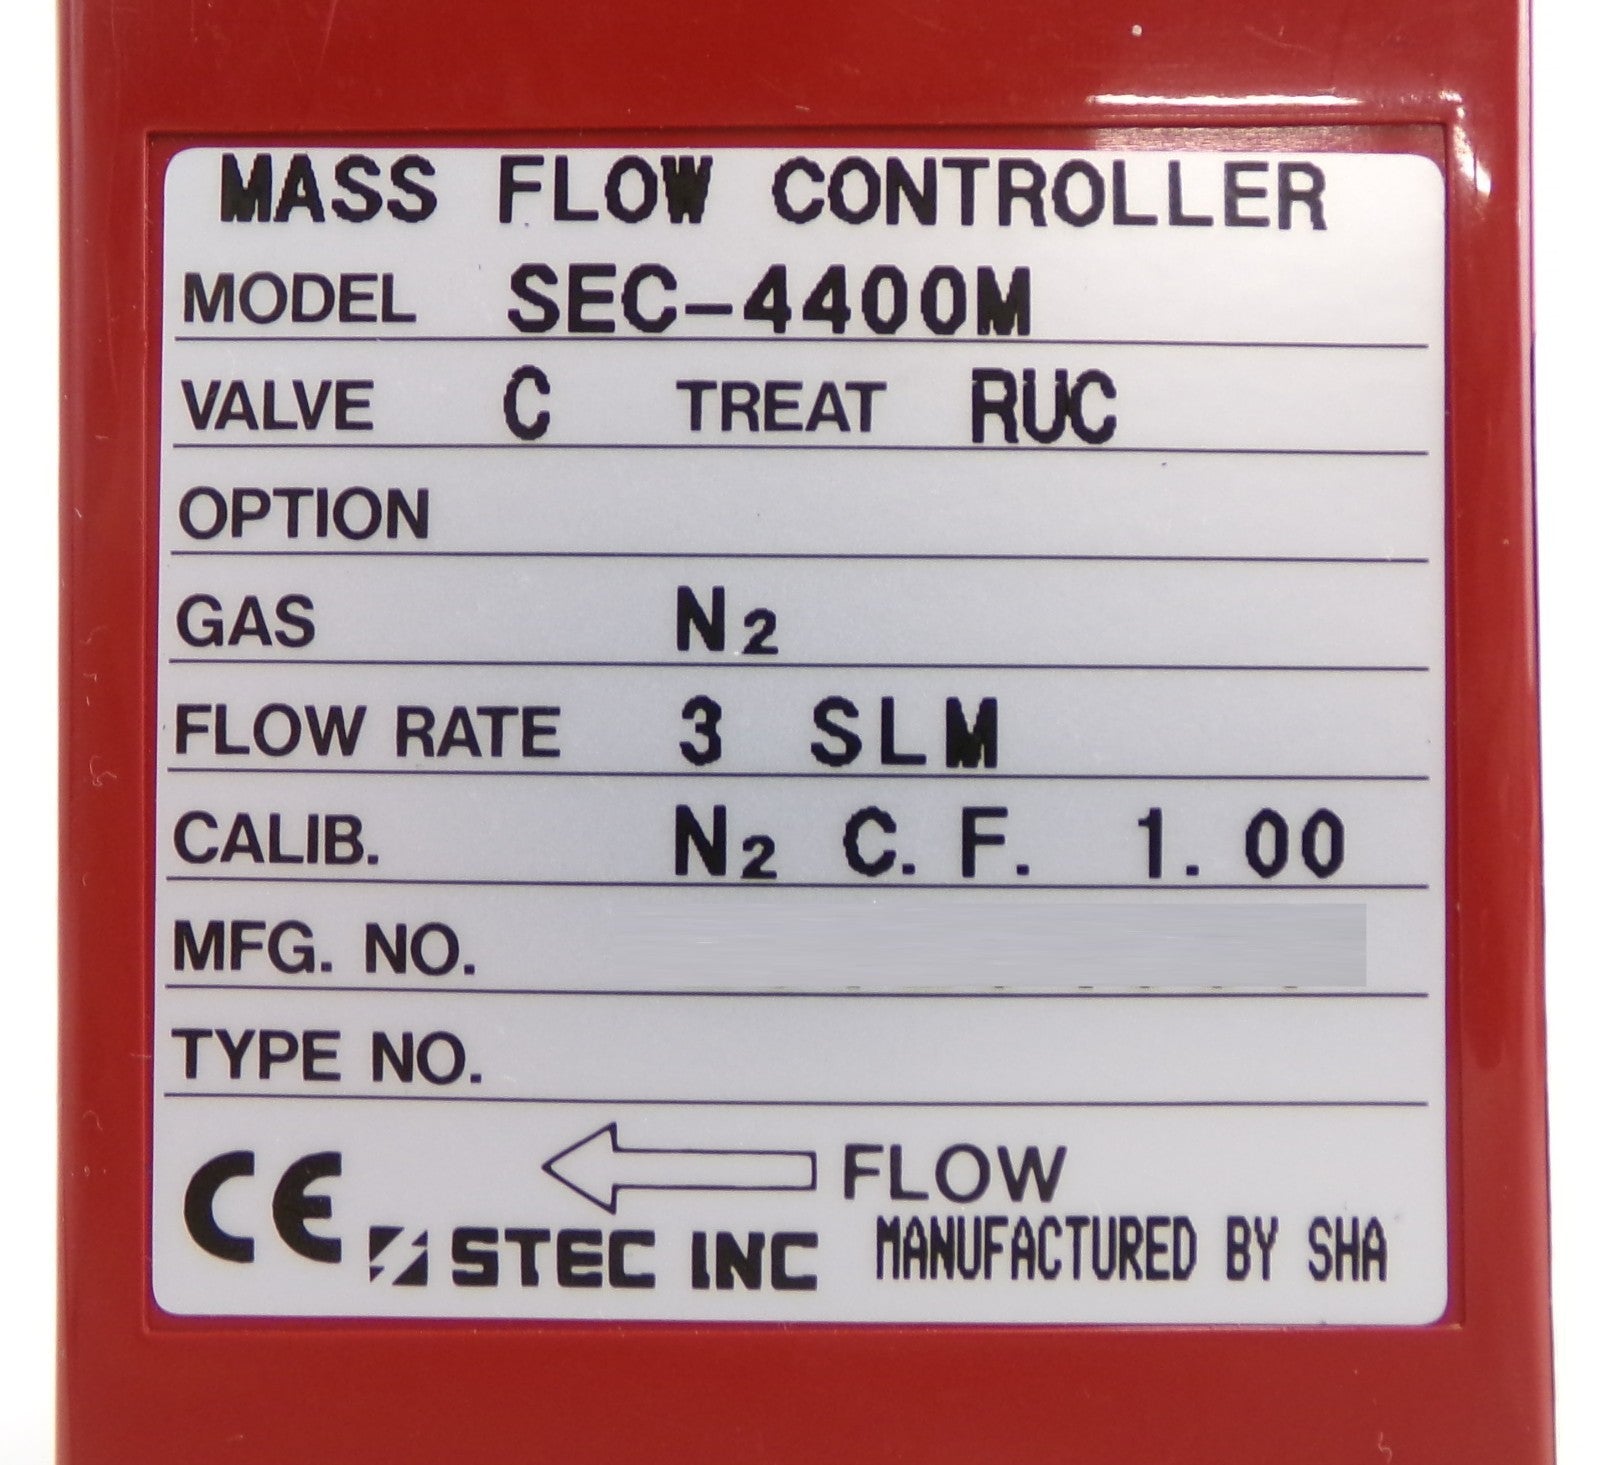 MASS FLOW CONTROLLER
MODEL SEC-4400M
VALVE C TREAT RUC
OPTION
GAS N2
FLOW RATE 3 SLM
CALIB. N2 C.F. 1.00
MFG. NO.
TYPE NO.
FLOW
CE STEC INC MANUFACTURED BY SHA